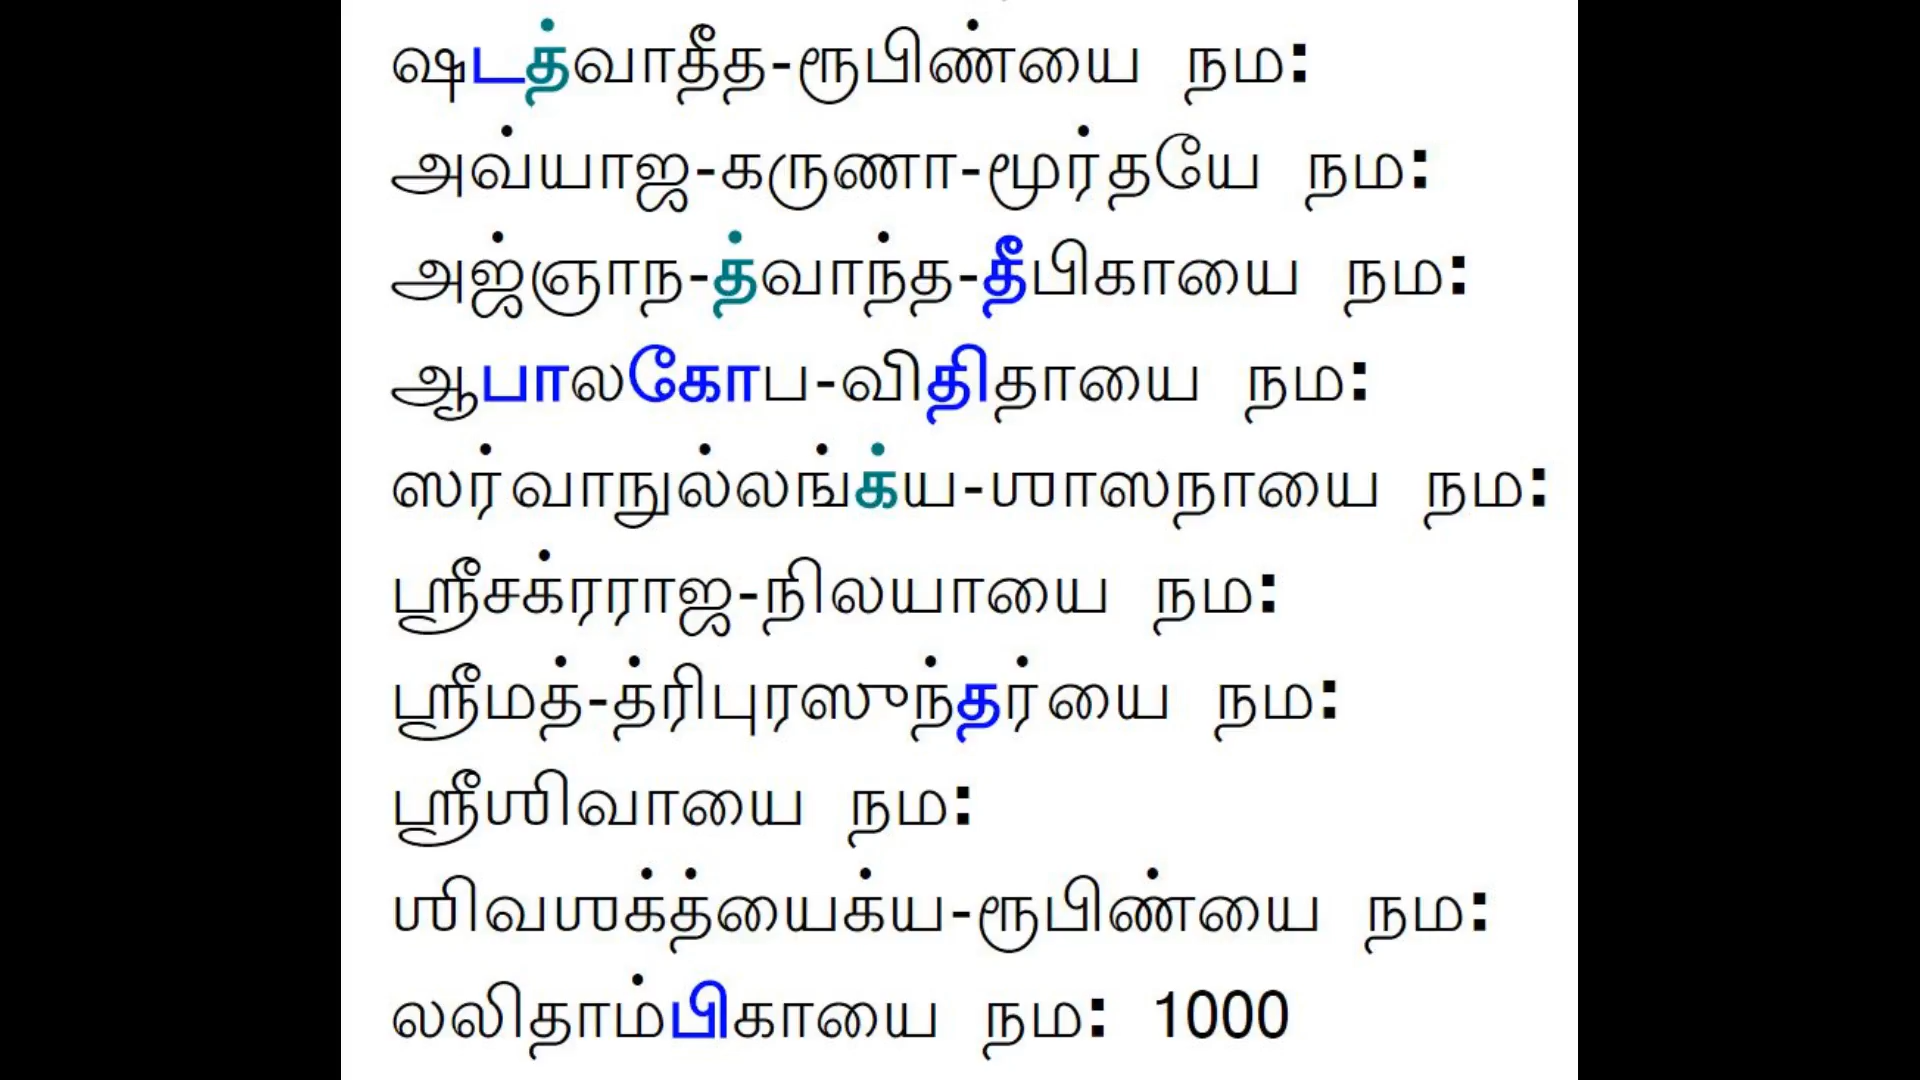 ஷடத்வாதீத-ரூபிண்யை நம:
அவ்யாஜ-கருணா-மூர்தயே நம:
அஜ்ஞாந-த்வாந்த-தீபிகாயை நம:
ஆபாலகோப-விதிதாயை நம:
ஸர்வாநுல்லங்க்ய-ஶாஸநாயை நம:
ஶ்ரீசக்ரராஜ-நிலயாயை நம:
ஶ்ரீமத்-த்ரிபுரஸுந்தர்யை நம:
ஶ்ரீஶிவாயை நம:
ஶிவஶக்த்யைக்ய-ரூபிண்யை நம:
லலிதாம்பிகாயை நம: 1000